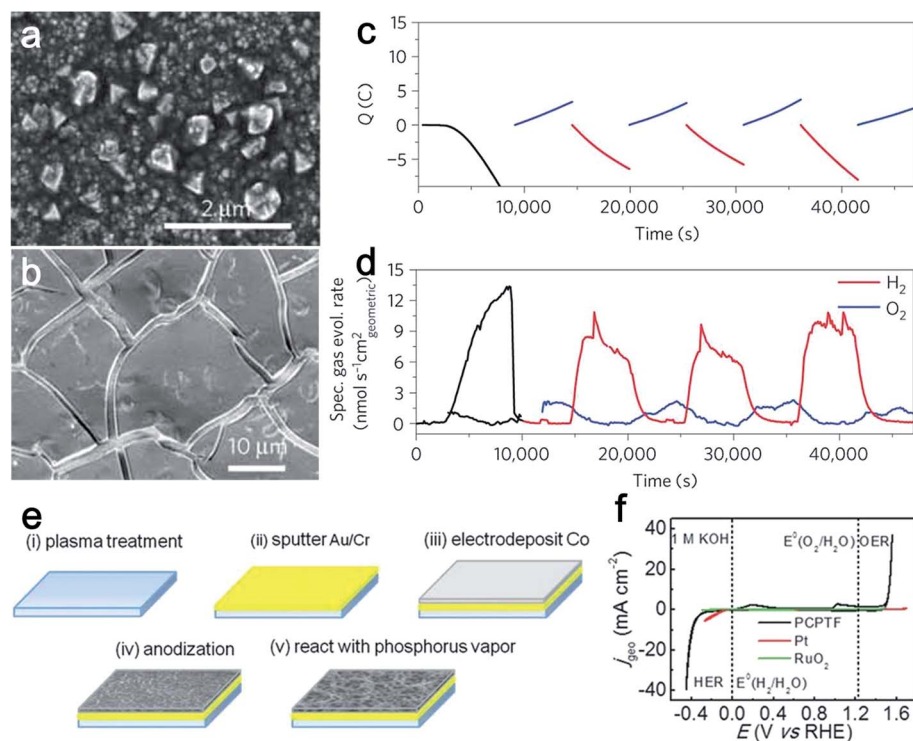 a
2 μm
b
10 μm
c
15
10
5
0
−5
Q (C)
0
10,000
20,000
30,000
40,000
Time (s)
d
15
12
9
6
3
0
Spec. gas evol. rate
(nmol s⁻¹cm²geometric)
H₂
O₂
0
10,000
20,000
30,000
40,000
Time (s)
e
(i) plasma treatment
(ii) sputter Au/Cr
(iii) electrodeposit Co
(iv) anodization
(v) react with phosphorus vapor
f
40
20
0
-20
-40
j geo (mA cm⁻²)
1 M KOH
E⁰(O₂/H₂O) OER
PCPTF
Pt
RuO₂
HER
E⁰(H₂/H₂O)
-0.4
0.0
0.4
0.8
1.2
1.6
E (V vs RHE)